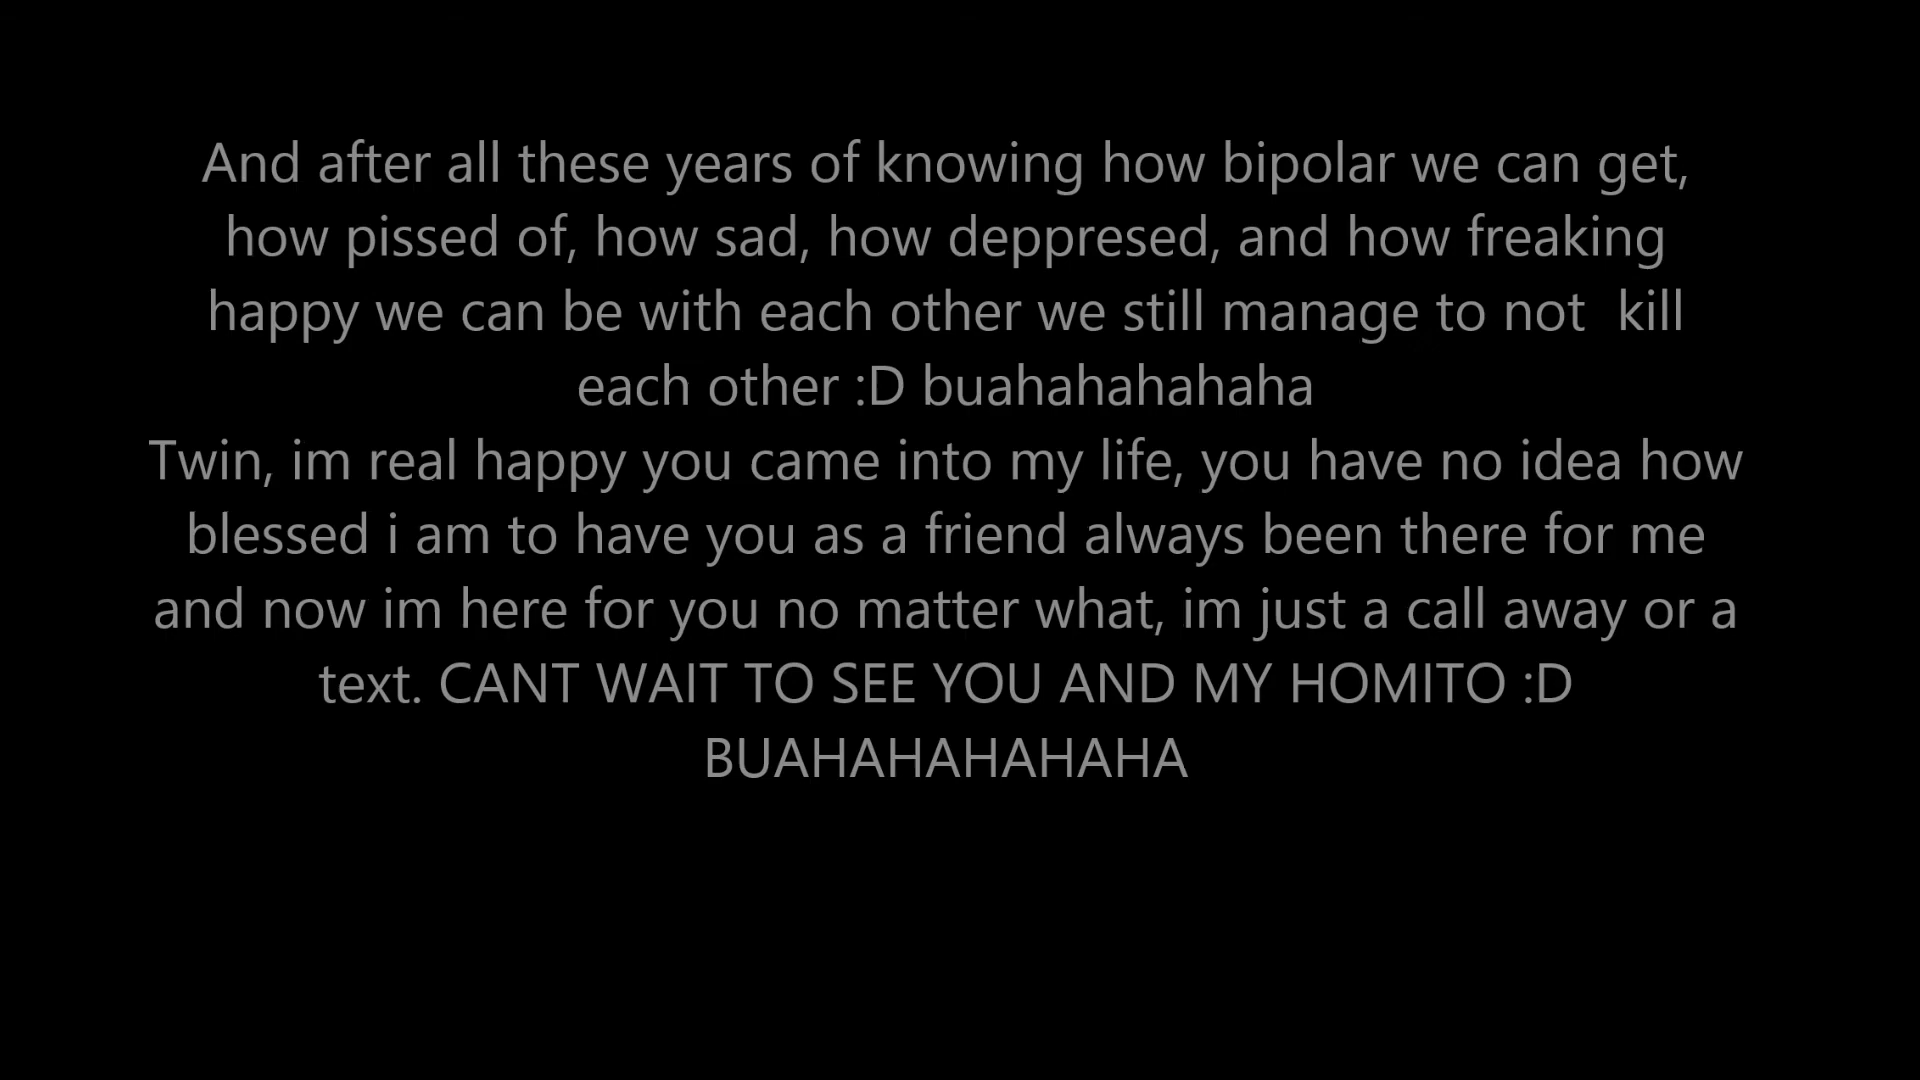 And after all these years of knowing how bipolar we can get,
how pissed of, how sad, how deppresed, and how freaking
happy we can be with each other we still manage to not  kill
each other :D buahahahahaha
Twin, im real happy you came into my life, you have no idea how
blessed i am to have you as a friend always been there for me
and now im here for you no matter what, im just a call away or a
text. CANT WAIT TO SEE YOU AND MY HOMITO :D
BUAHAHAHAHAHA